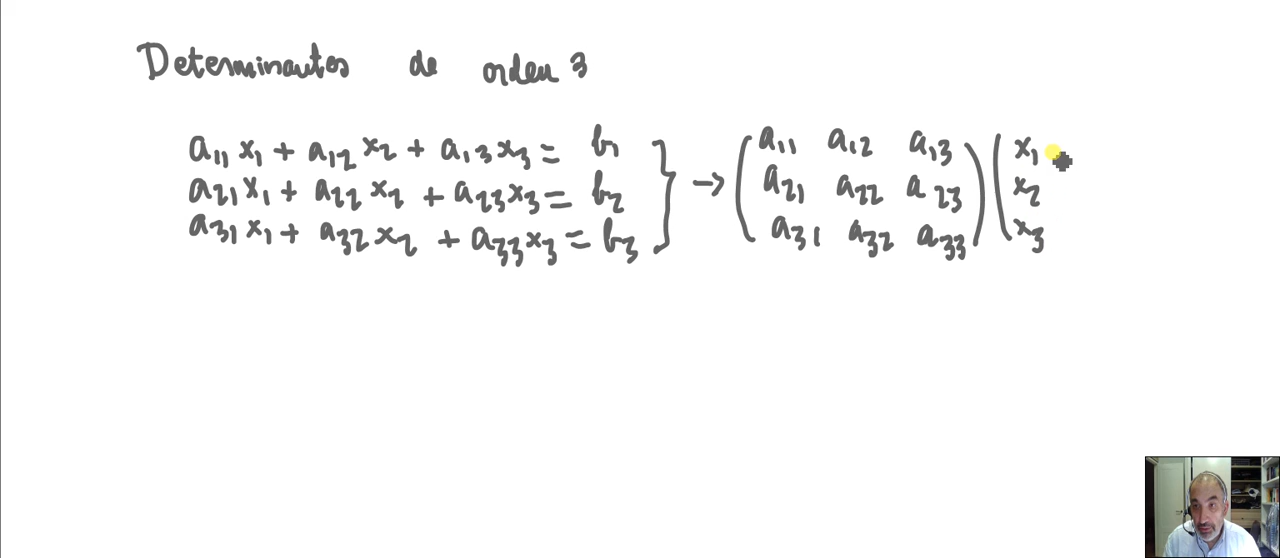 Determinantes de orden 3
a11 x1 + a12 x2 + a13 x3 = b1
a21 x1 + a22 x2 + a23 x3 = b2
a31 x1 + a32 x2 + a33 x3 = b3
→
a11 a12 a13
a21 a22 a23
a31 a32 a33
x1
x2
x3